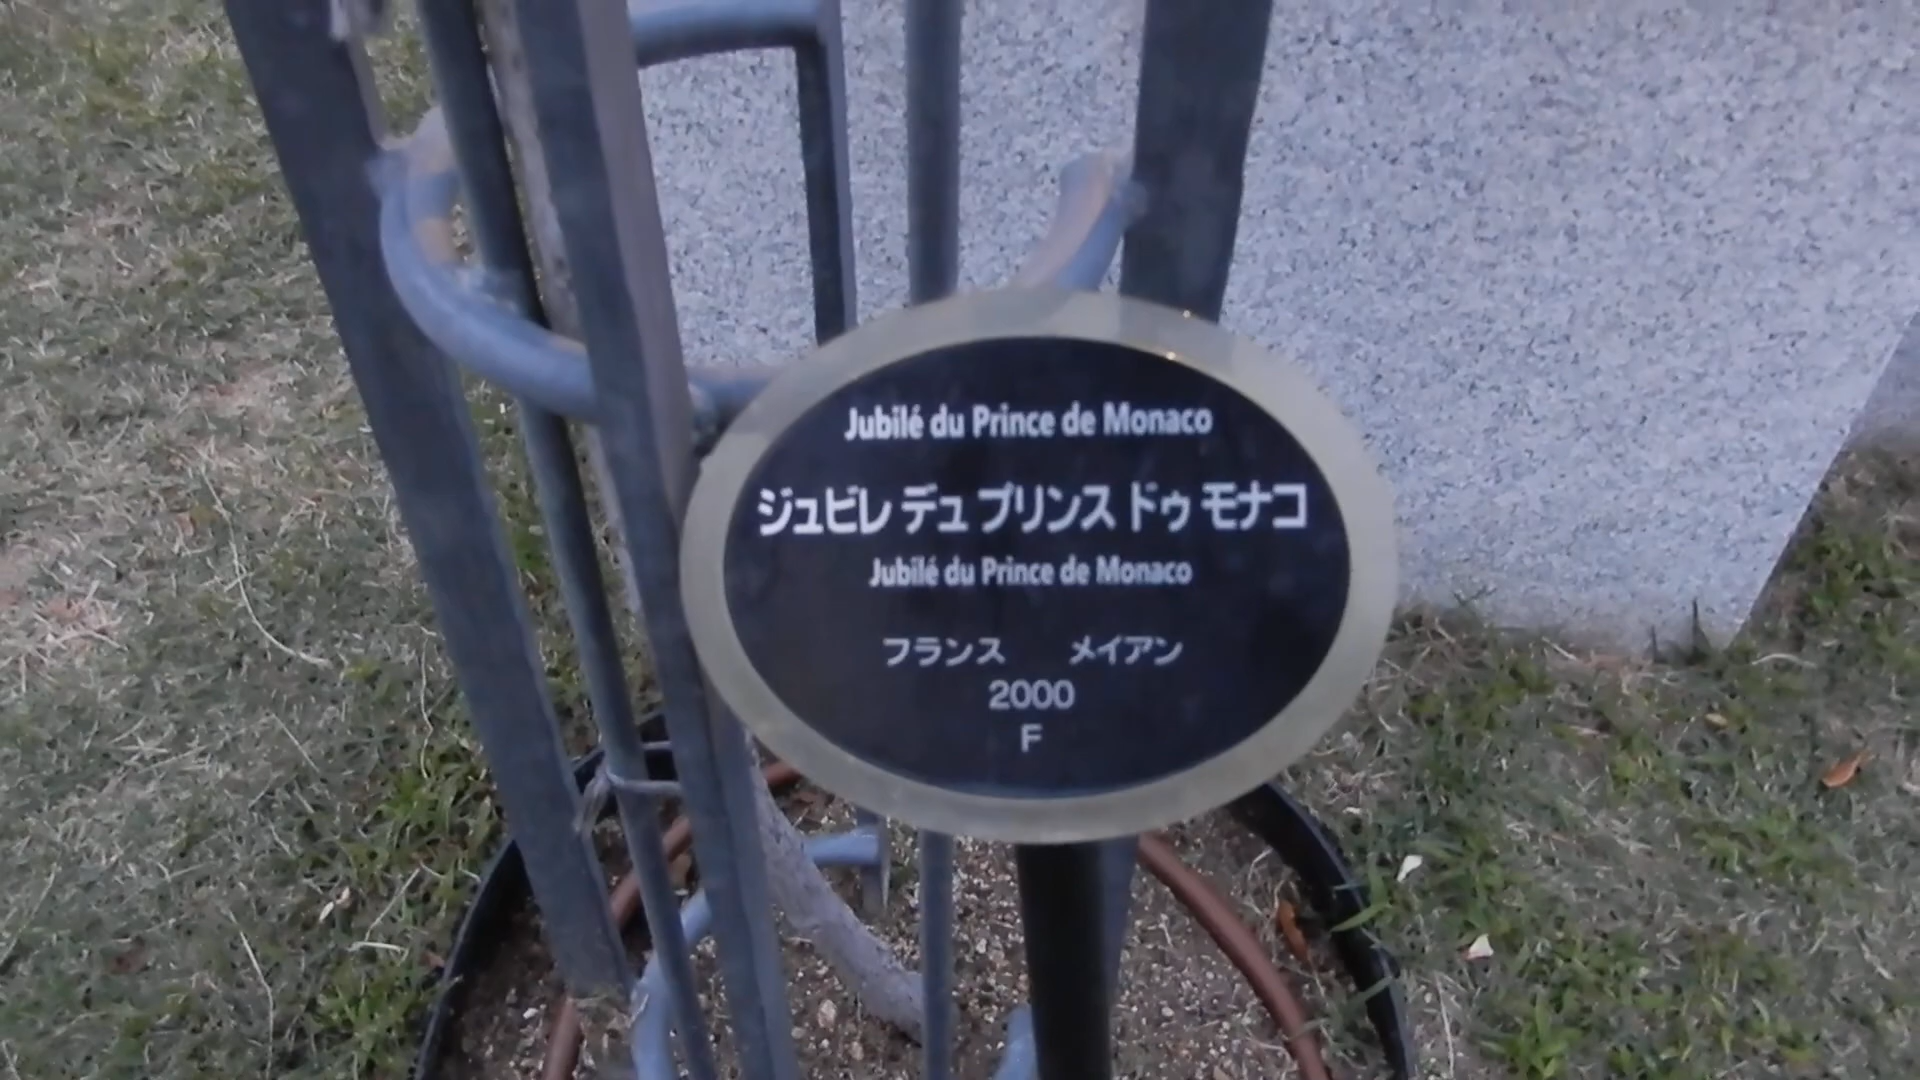 Jubilé du Prince de Monaco
ジュビレ デュ プリンス ドゥ モナコ
Jubilé du Prince de Monaco
フランス　メイアン
2000
F